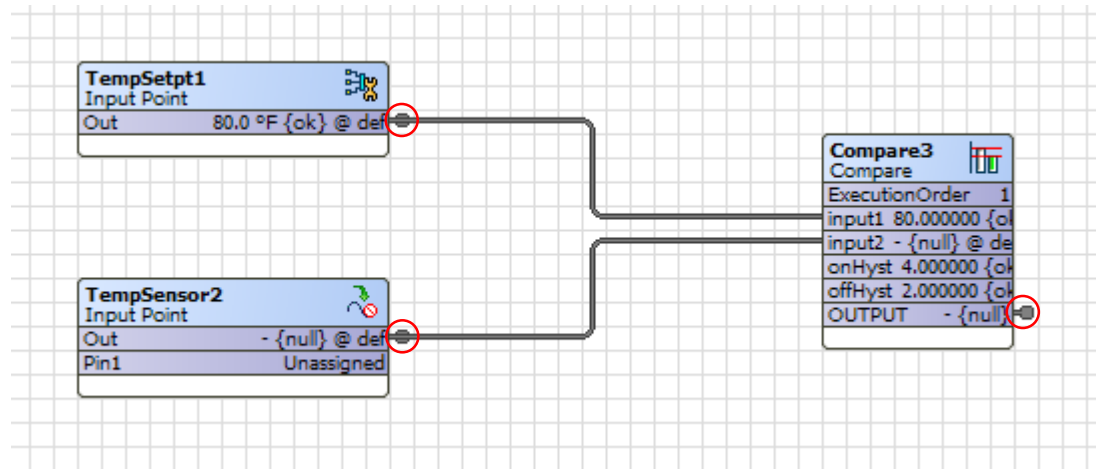 TempSetpt1
Input Point
Out 80.0 °F {ok} @ def
Compare3
Compare
ExecutionOrder 1
input1 80.000000 {ok
input2 - {null} @ de
onHyst 4.000000 {ok
offHyst 2.000000 {ok
OUTPUT - {null}
TempSensor2
Input Point
Out - {null} @ def
Pin1 Unassigned